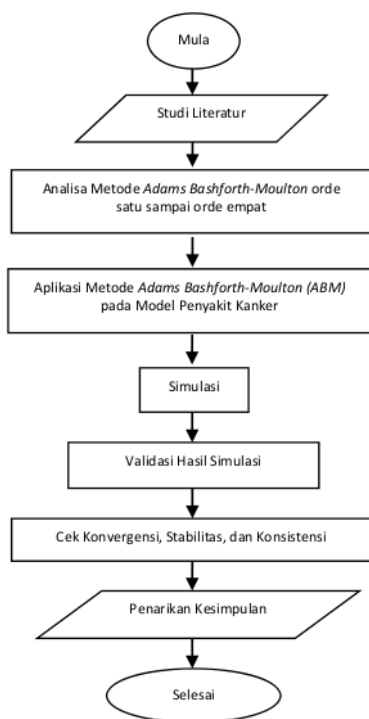 Mula
Studi Literatur
Analisa Metode Adams Bashforth-Moulton orde
satu sampai orde empat
Aplikasi Metode Adams Bashforth-Moulton (ABM)
pada Model Penyakit Kanker
Simulasi
Validasi Hasil Simulasi
Cek Konvergensi, Stabilitas, dan Konsistensi
Penarikan Kesimpulan
Selesai